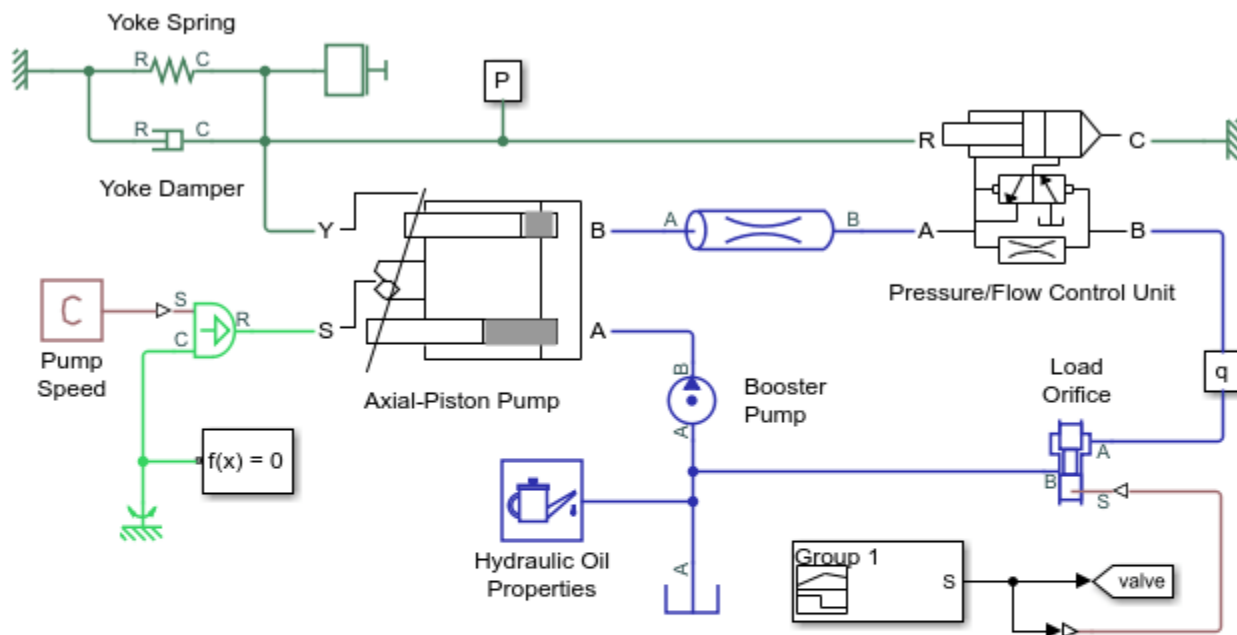 Yoke Spring
R
C
P
R
C
Yoke Damper
R
C
Y
B
A
B
A
B
Pressure/Flow Control Unit
C
S
R
C
S
A
Pump
Speed
Axial-Piston Pump
B
Booster
Pump
A
Load
Orifice
q
A
B
S
f(x) = 0
Hydraulic Oil
Properties
A
Group 1
S
valve